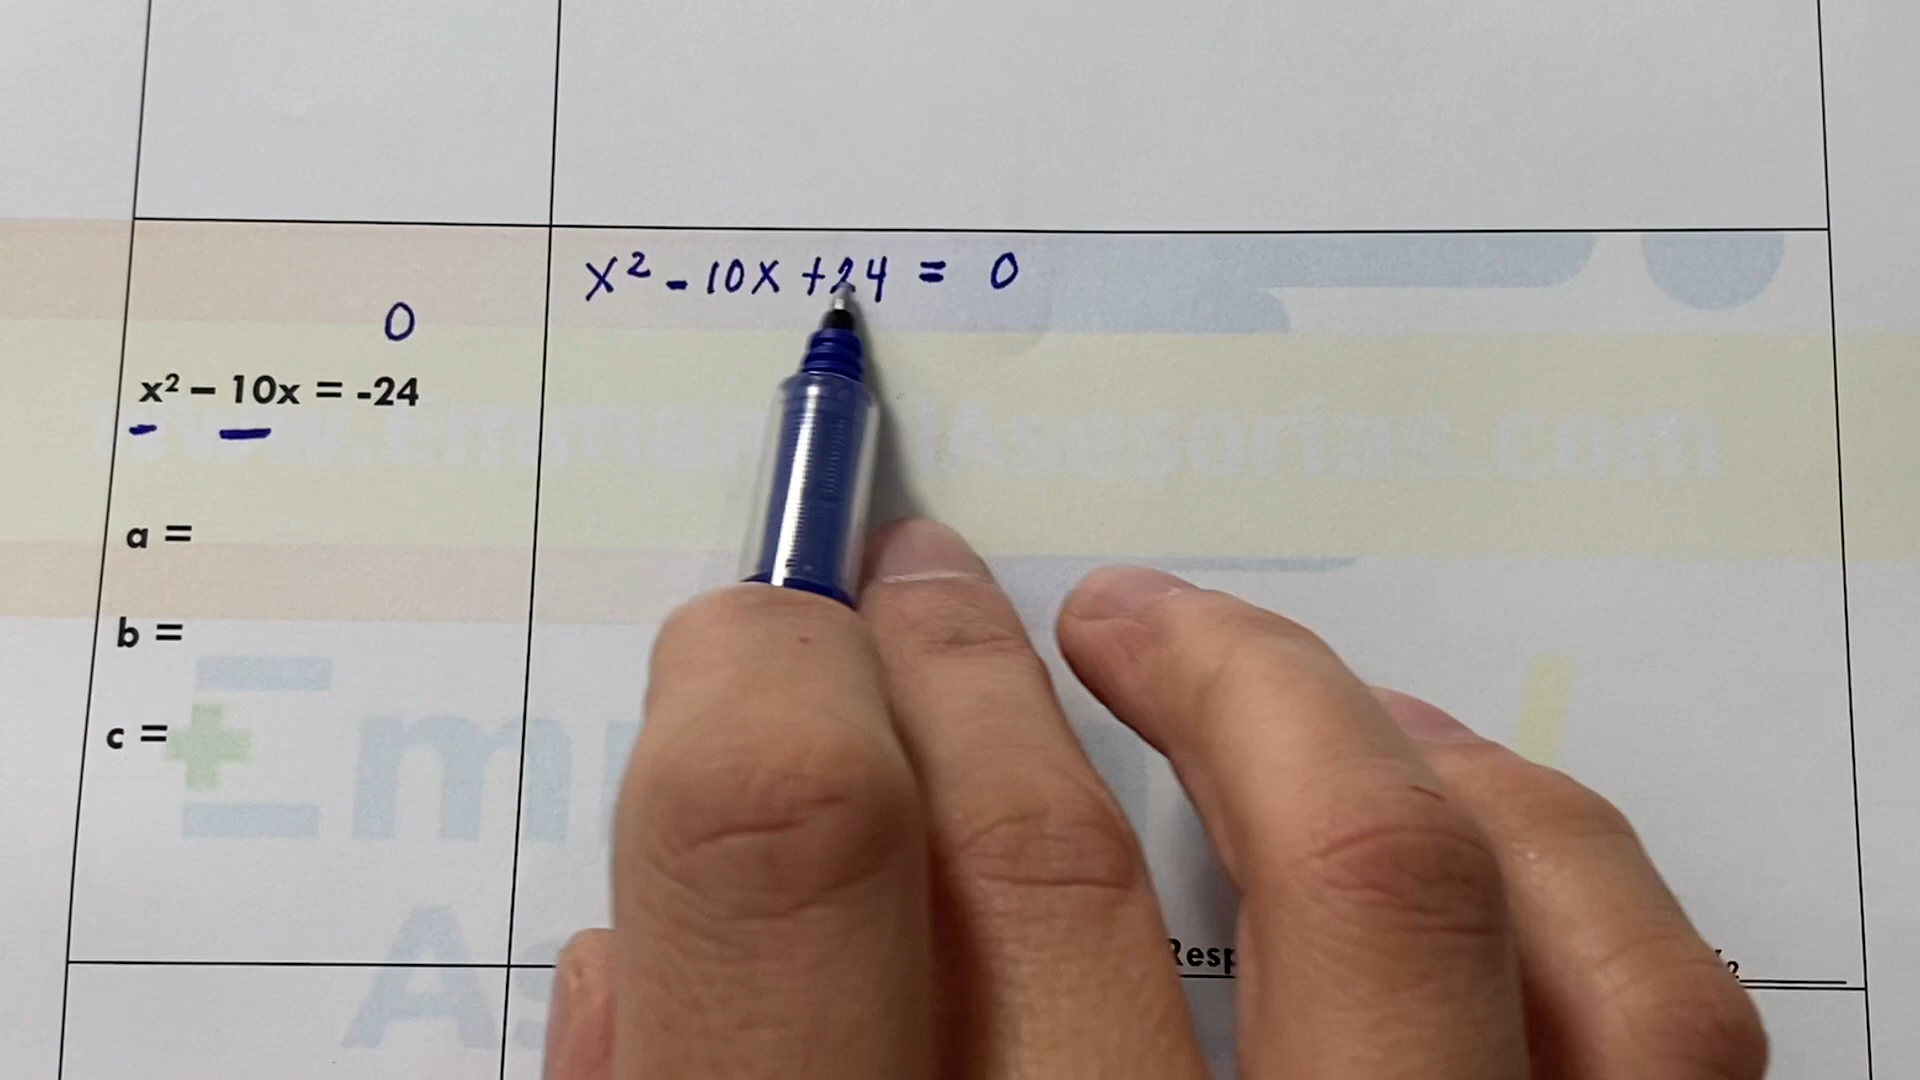 x² - 10x + 24 = 0
0
x² – 10x = -24
a =
b =
c =